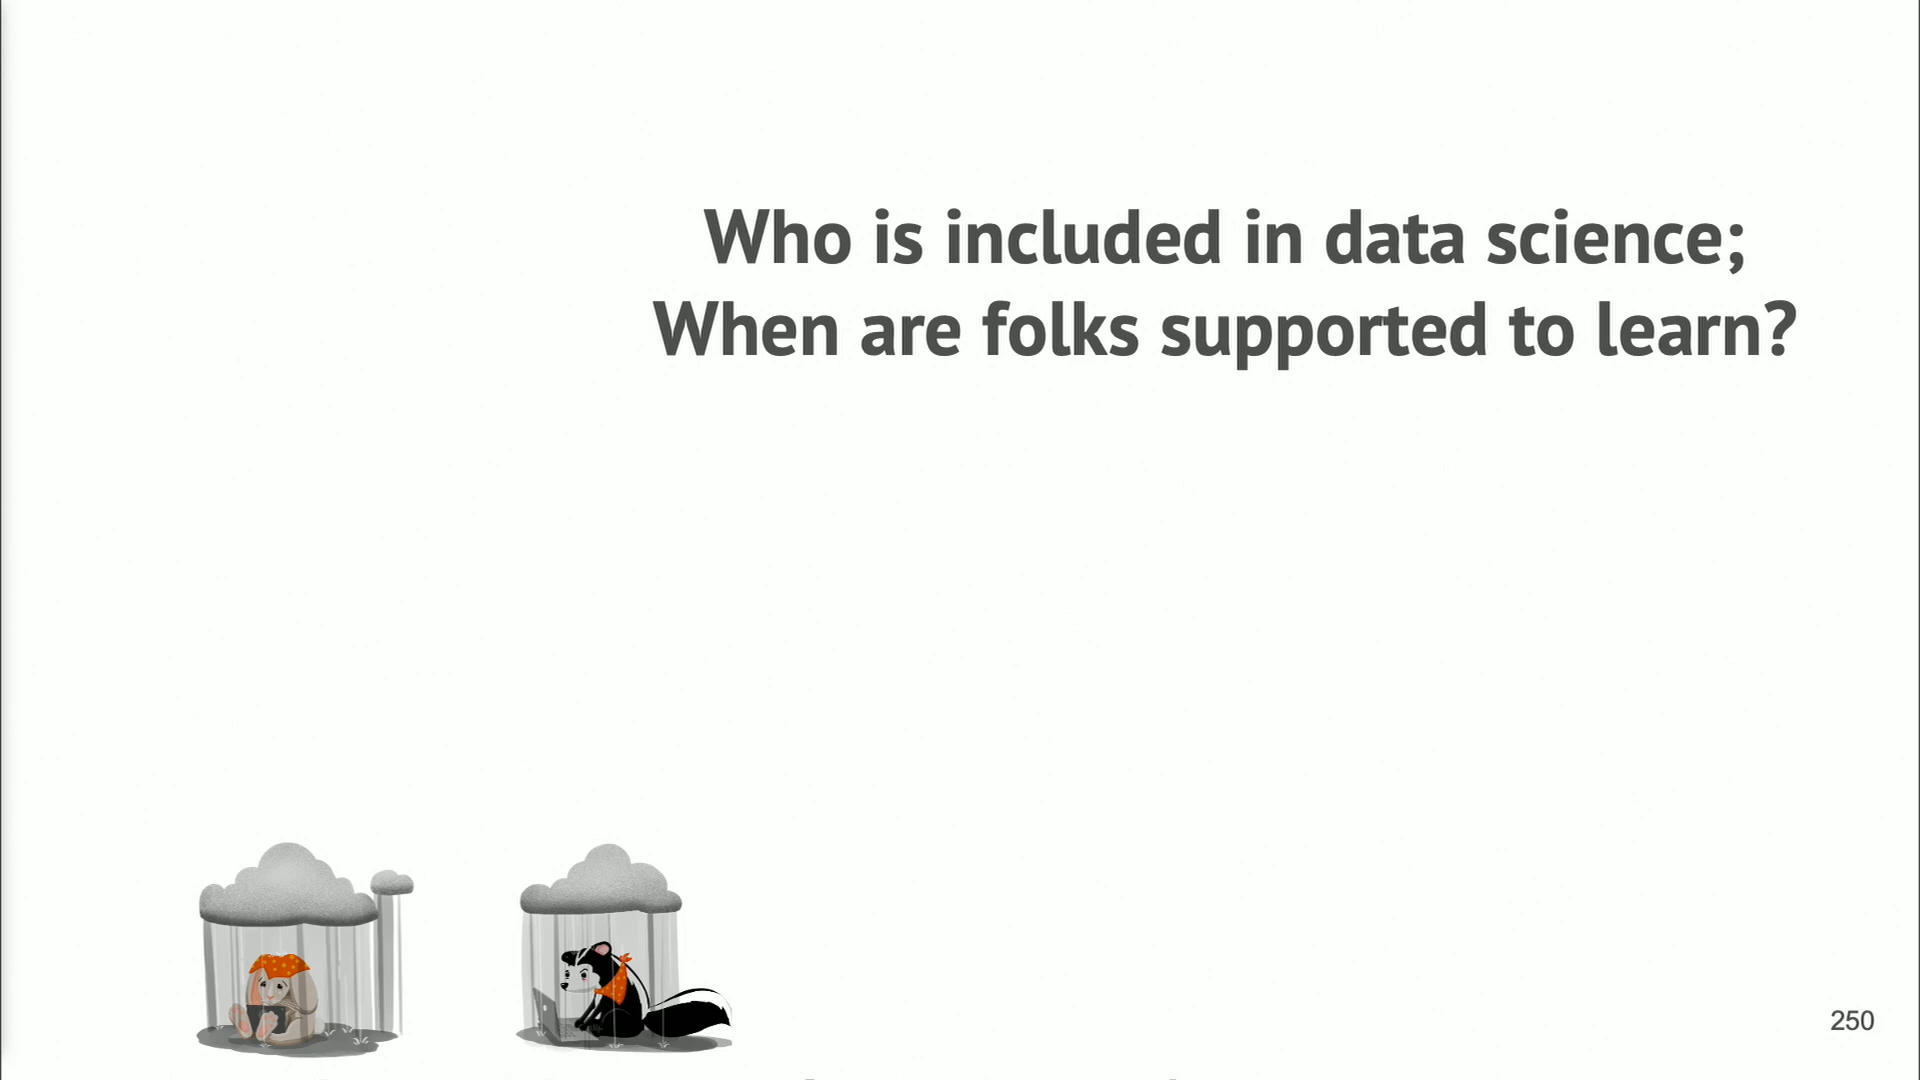 Who is included in data science;
When are folks supported to learn?
250